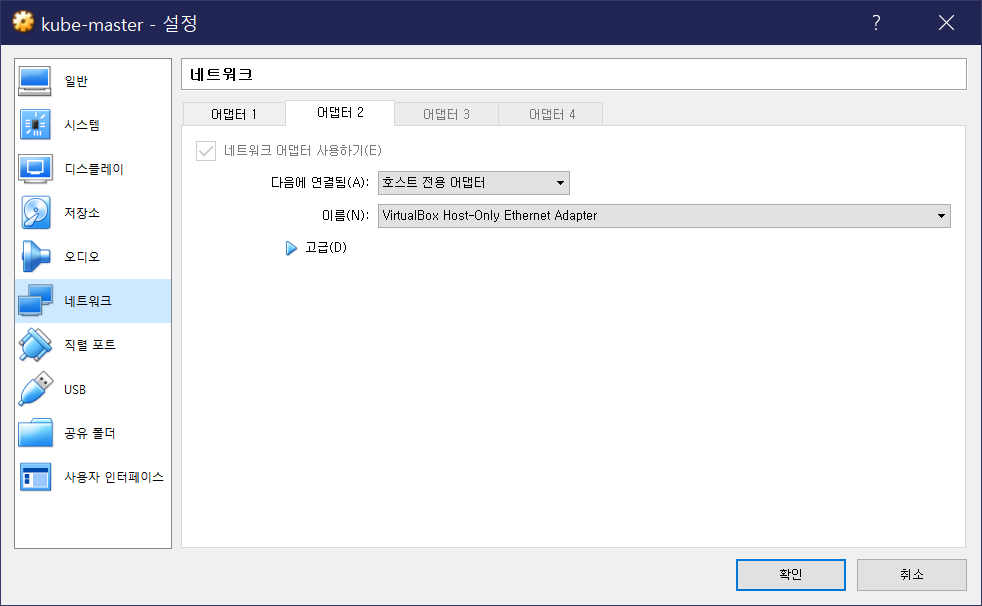 kube-master - 설정
?
일반
시스템
디스플레이
저장소
오디오
네트워크
직렬 포트
USB
공유 폴더
사용자 인터페이스
네트워크
어댑터 1 어댑터 2 어댑터 3 어댑터 4
네트워크 어댑터 사용하기(E)
다음에 연결됨(A): 호스트 전용 어댑터
이름(N): VirtualBox Host-Only Ethernet Adapter
고급(D)
확인 취소